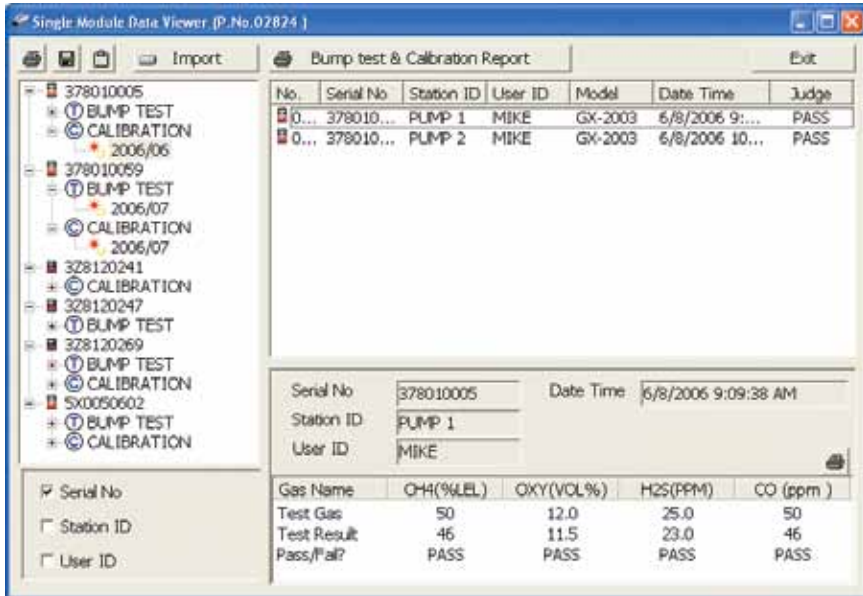 Single Module Data Viewer (P.No.02824 )
Import
Bump test & Calibration Report
Exit
378010005
T BUMP TEST
C CALIBRATION
2006/06
378010059
T BUMP TEST
2006/07
C CALIBRATION
2006/07
3Z8120241
C CALIBRATION
3Z8120247
T BUMP TEST
3Z8120269
T BUMP TEST
C CALIBRATION
SX0050602
T BUMP TEST
C CALIBRATION
Serial No
Station ID
User ID
No. Serial No Station ID User ID Model Date Time Judge
0... 378010... PUMP 1 MIKE GX-2003 6/8/2006 9:... PASS
0... 378010... PUMP 2 MIKE GX-2003 6/8/2006 10... PASS
Serial No 378010005 Date Time 6/8/2006 9:09:38 AM
Station ID PUMP 1
User ID MIKE
Gas Name CH4(%LEL) OXY(VOL%) H2S(PPM) CO (ppm )
Test Gas 50 12.0 25.0 50
Test Result 46 11.5 23.0 46
Pass/Fail? PASS PASS PASS PASS